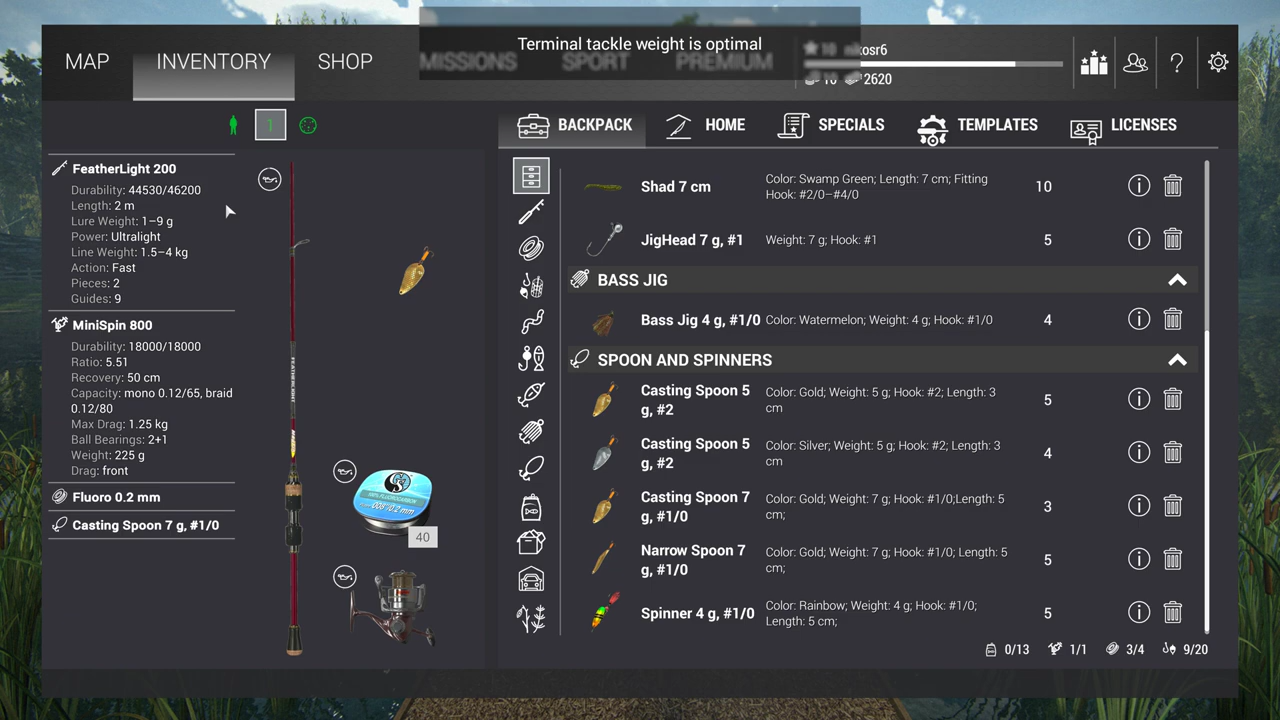 Terminal tackle weight is optimal
MAP
INVENTORY
SHOP
MISSIONS
SPORT
PREMIUM
10
2620
?
1
BACKPACK
HOME
SPECIALS
TEMPLATES
LICENSES
FeatherLight 200
Durability: 44530/46200
Length: 2 m
Lure Weight: 1–9 g
Power: Ultralight
Line Weight: 1.5–4 kg
Action: Fast
Pieces: 2
Guides: 9
MiniSpin 800
Durability: 18000/18000
Ratio: 5.51
Recovery: 50 cm
Capacity: mono 0.12/65, braid
0.12/80
Max Drag: 1.25 kg
Ball Bearings: 2+1
Weight: 225 g
Drag: front
Fluoro 0.2 mm
Casting Spoon 7 g, #1/0
FEATHERLIGHT
40
Shad 7 cm
Color: Swamp Green; Length: 7 cm; Fitting
Hook: #2/0–#4/0
10
JigHead 7 g, #1
Weight: 7 g; Hook: #1
5
BASS JIG
Bass Jig 4 g, #1/0
Color: Watermelon; Weight: 4 g; Hook: #1/0
4
SPOON AND SPINNERS
Casting Spoon 5
g, #2
Color: Gold; Weight: 5 g; Hook: #2; Length: 3
cm
5
Casting Spoon 5
g, #2
Color: Silver; Weight: 5 g; Hook: #2; Length: 3
cm
4
Casting Spoon 7
g, #1/0
Color: Gold; Weight: 7 g; Hook: #1/0;Length: 5
cm;
3
Narrow Spoon 7
g, #1/0
Color: Gold; Weight: 7 g; Hook: #1/0; Length: 5
cm;
5
Spinner 4 g, #1/0
Color: Rainbow; Weight: 4 g; Hook: #1/0;
Length: 5 cm;
5
0/13
1/1
3/4
9/20